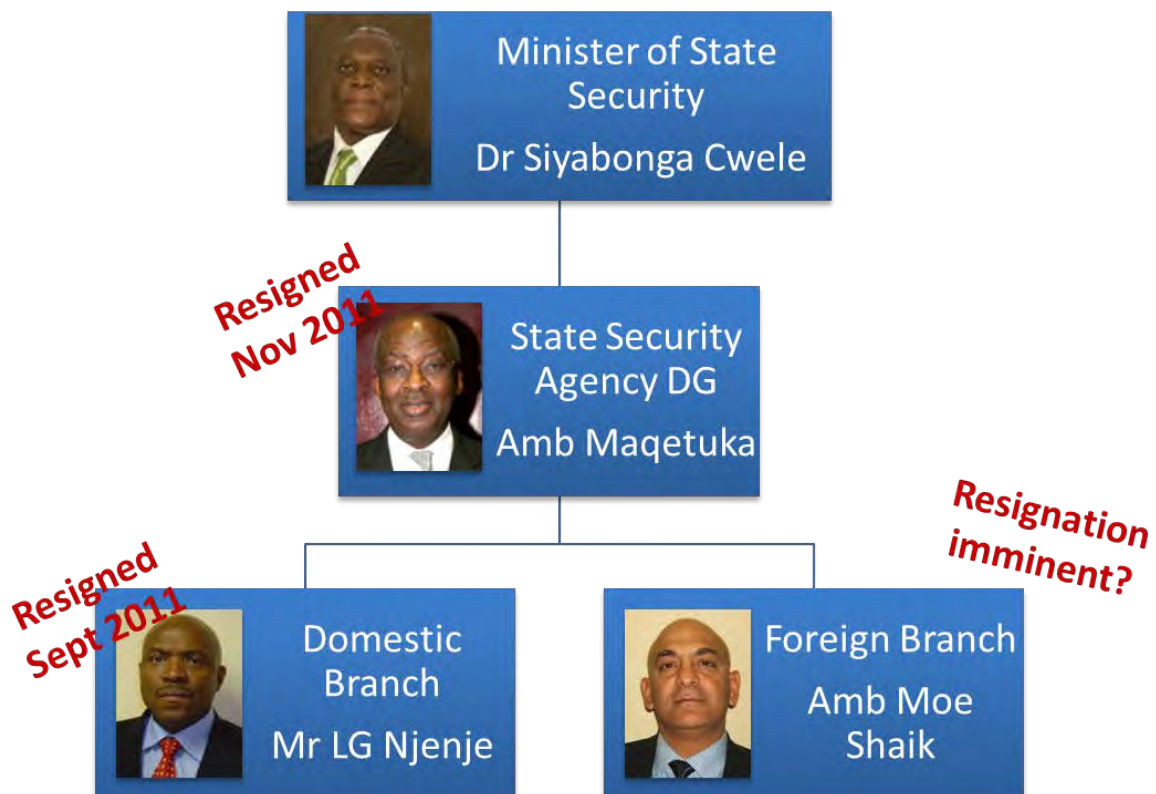 Minister of State
Security
Dr Siyabonga Cwele
Resigned
Nov 2011
State Security
Agency DG
Amb Maqetuka
Resigned
Sept 2011
Domestic
Branch
Mr LG Njenje
Resignation
imminent?
Foreign Branch
Amb Moe
Shaik